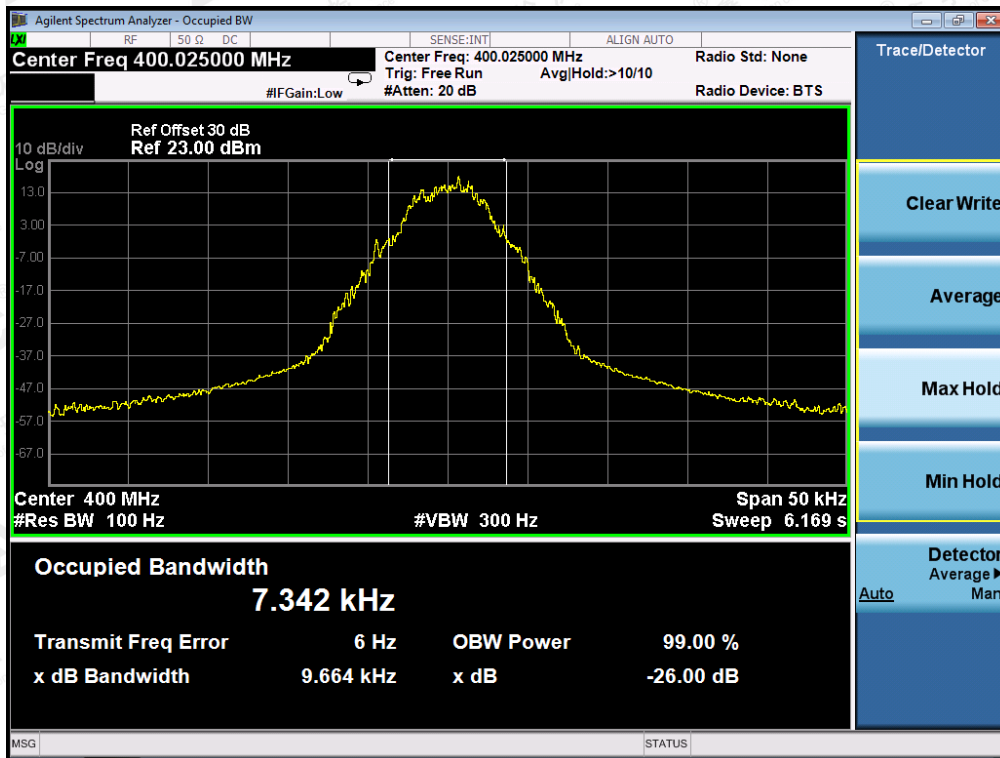 Agilent Spectrum Analyzer - Occupied BW
LXI RF 50 Ω DC SENSE:INT ALIGN AUTO
Center Freq 400.025000 MHz
Center Freq: 400.025000 MHz
Radio Std: None
Trig: Free Run Avg|Hold:>10/10
#IFGain:Low
#Atten: 20 dB
Radio Device: BTS
Trace/Detector
Ref Offset 30 dB
10 dB/div Ref 23.00 dBm
Log
13.0
3.00
-7.00
-17.0
-27.0
-37.0
-47.0
-57.0
-67.0
Center 400 MHz Span 50 kHz
#Res BW 100 Hz #VBW 300 Hz Sweep 6.169 s
Occupied Bandwidth
7.342 kHz
Transmit Freq Error 6 Hz OBW Power 99.00 %
x dB Bandwidth 9.664 kHz x dB -26.00 dB
Clear Write
Average
Max Hold
Min Hold
Detector
Average
Auto Man
MSG STATUS